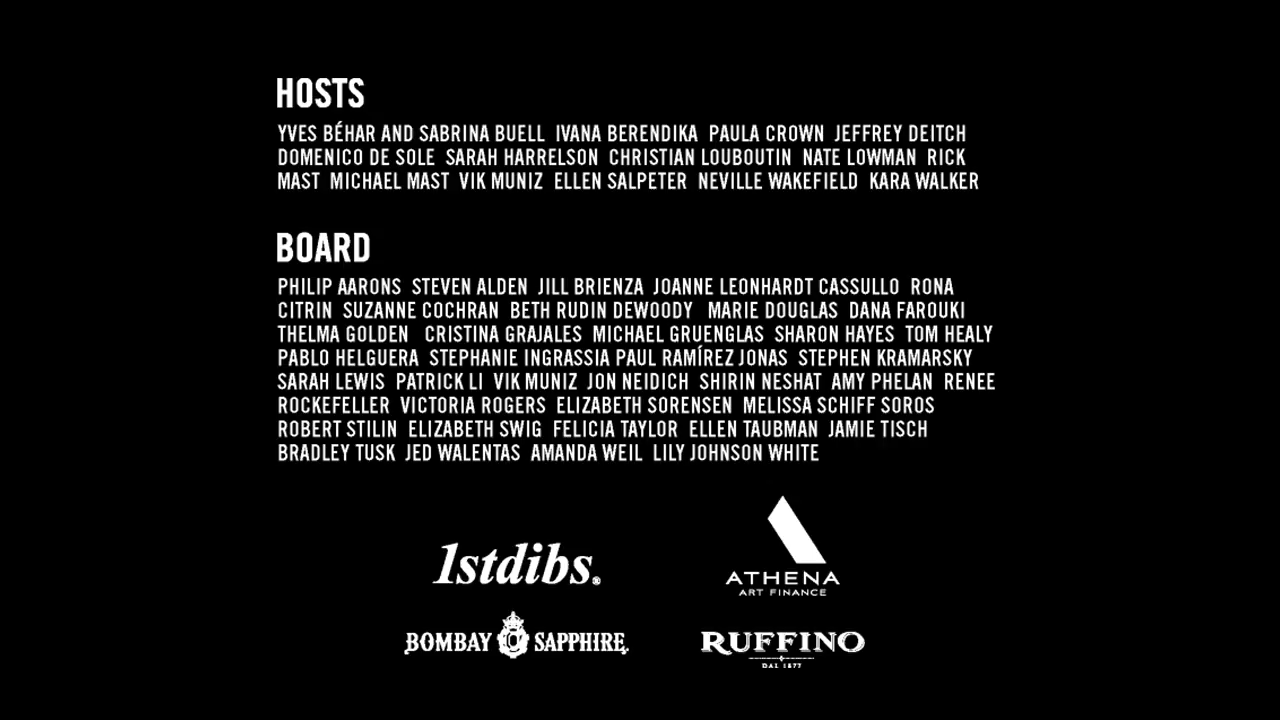 HOSTS
YVES BÉHAR AND SABRINA BUELL IVANA BERENDIKA PAULA CROWN JEFFREY DEITCH
DOMENICO DE SOLE SARAH HARRELSON CHRISTIAN LOUBOUTIN NATE LOWMAN RICK
MAST MICHAEL MAST VIK MUNIZ ELLEN SALPETER NEVILLE WAKEFIELD KARA WALKER
BOARD
PHILIP AARONS STEVEN ALDEN JILL BRIENZA JOANNE LEONHARDT CASSULLO RONA
CITRIN SUZANNE COCHRAN BETH RUDIN DEWOODY MARIE DOUGLAS DANA FAROUKI
THELMA GOLDEN CRISTINA GRAJALES MICHAEL GRUENGLAS SHARON HAYES TOM HEALY
PABLO HELGUERA STEPHANIE INGRASSIA PAUL RAMÍREZ JONAS STEPHEN KRAMARSKY
SARAH LEWIS PATRICK LI VIK MUNIZ JON NEIDICH SHIRIN NESHAT AMY PHELAN RENEE
ROCKEFELLER VICTORIA ROGERS ELIZABETH SORENSEN MELISSA SCHIFF SOROS
ROBERT STILIN ELIZABETH SWIG FELICIA TAYLOR ELLEN TAUBMAN JAMIE TISCH
BRADLEY TUSK JED WALENTAS AMANDA WEIL LILY JOHNSON WHITE
1stdibs®
ATHENA
ART FINANCE
BOMBAY SAPPHIRE.
RUFFINO
DAL 1877